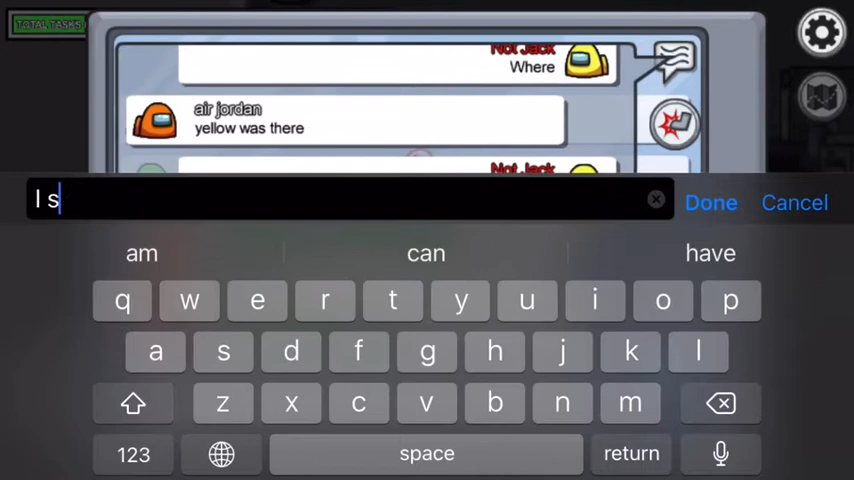 TOTAL TASKS
Not Jack
Where
air jordan
yellow was there
Not Jack
I s
Done
Cancel
am
can
have
q w e r t y u i o p
a s d f g h j k l
z x c v b n m
123
space
return